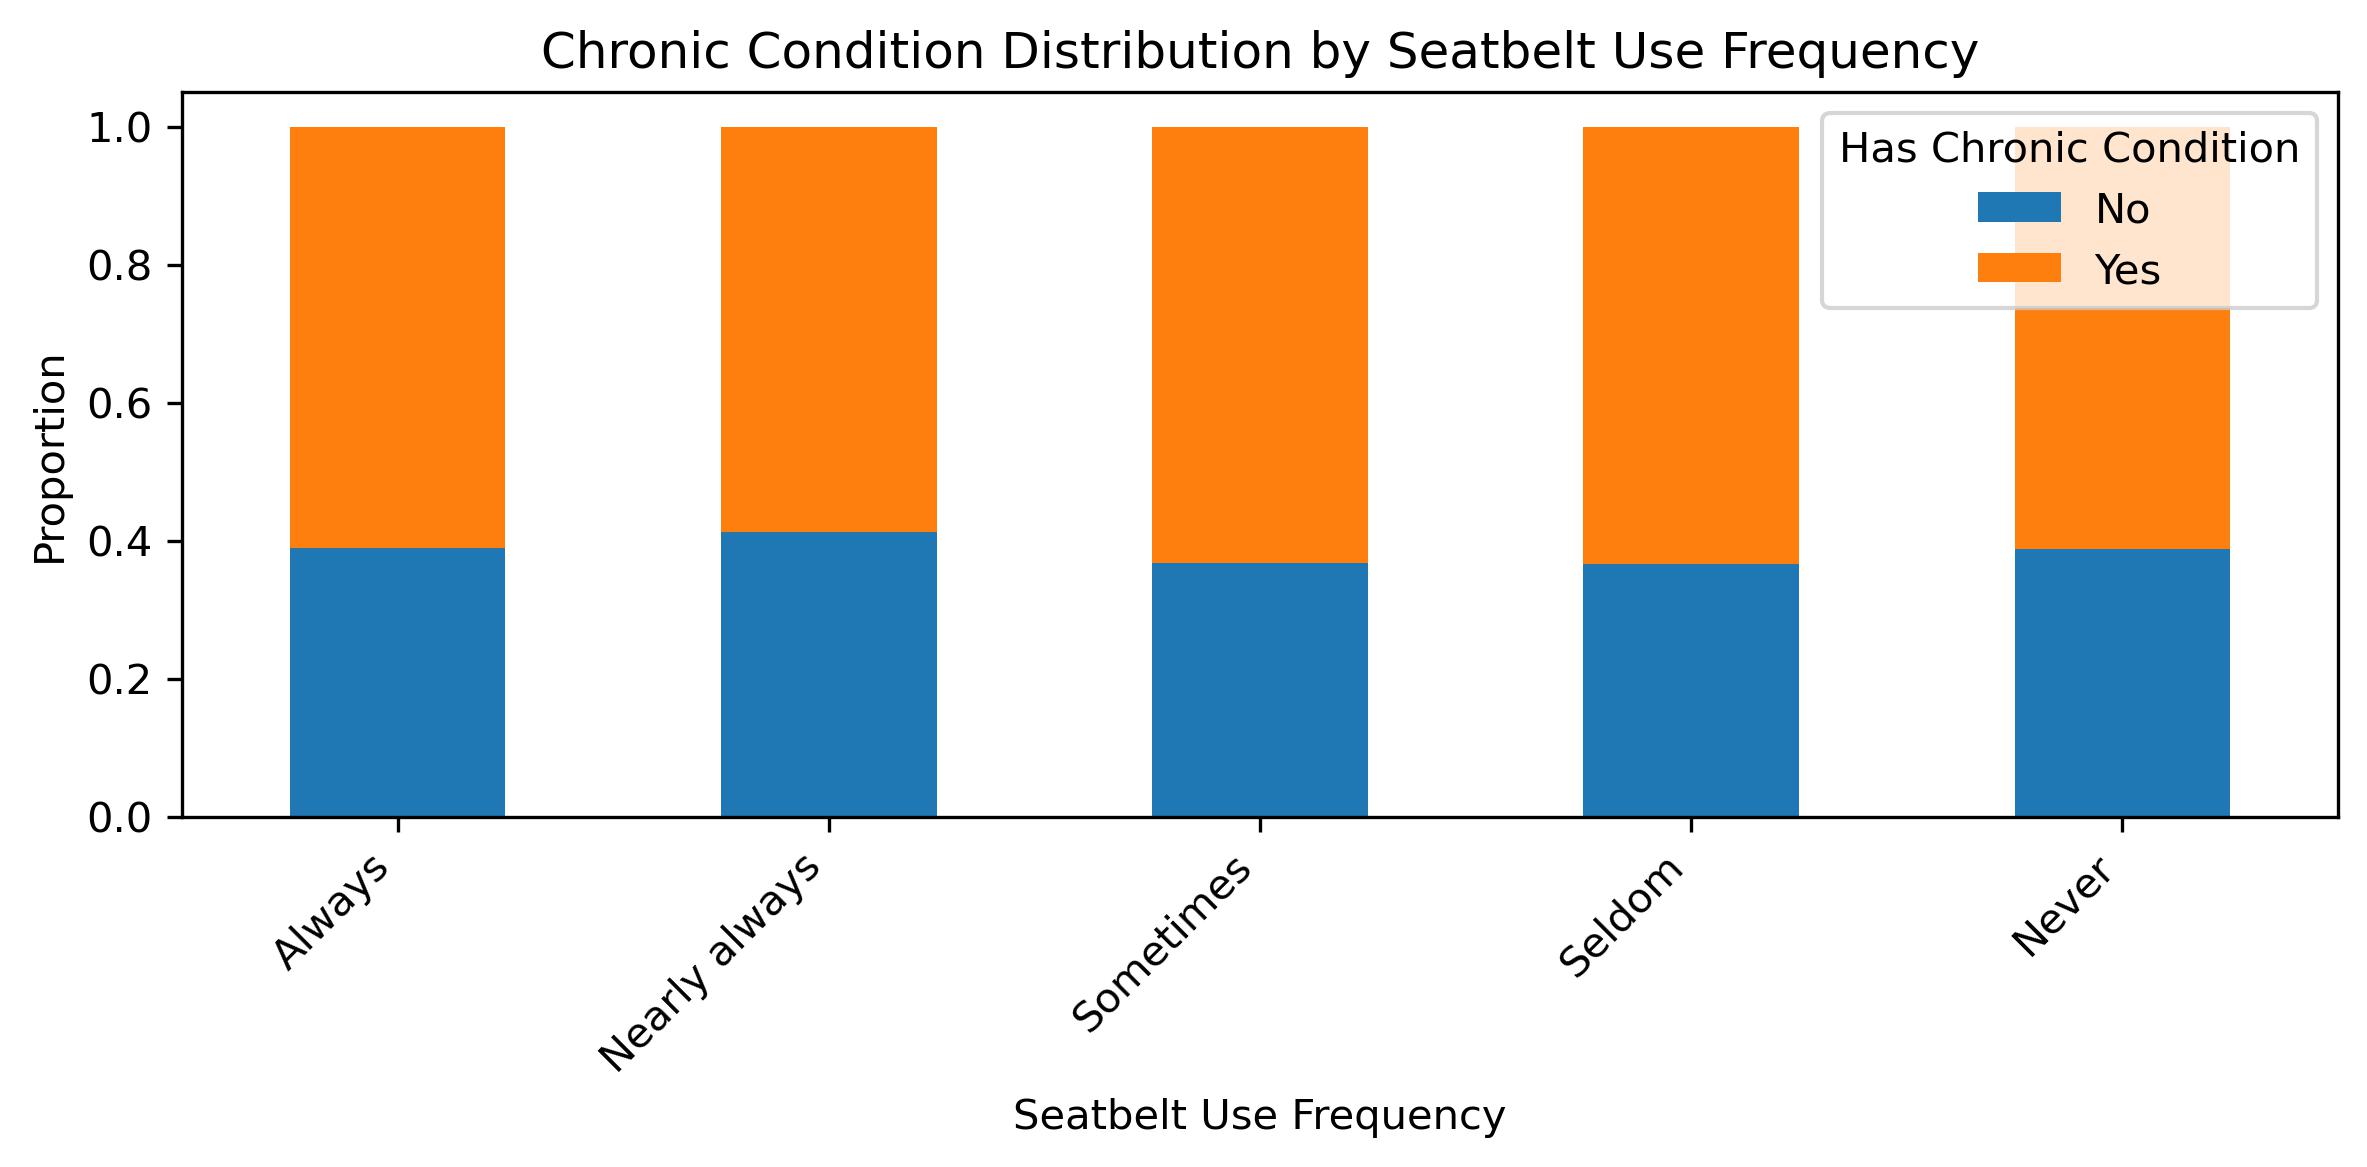 Chronic Condition Distribution by Seatbelt Use Frequency
Has Chronic Condition
No
Yes
Proportion
1.0
0.8
0.6
0.4
0.2
0.0
Always
Nearly always
Sometimes
Seldom
Never
Seatbelt Use Frequency